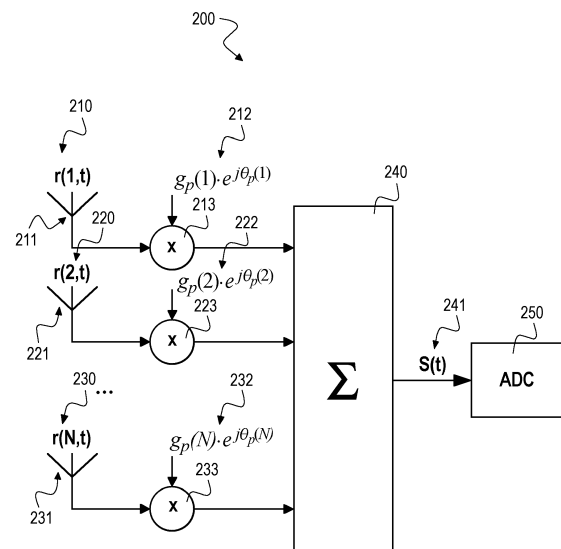 200
210
212
r(1,t)
g_p(1)·e^{jθ_p(1)}
240
211
220
213
222
x
r(2,t)
g_p(2)·e^{jθ_p(2)}
241
250
221
223
x
Σ
S(t)
ADC
230
...
232
r(N,t)
g_p(N)·e^{jθ_p(N)}
231
233
x